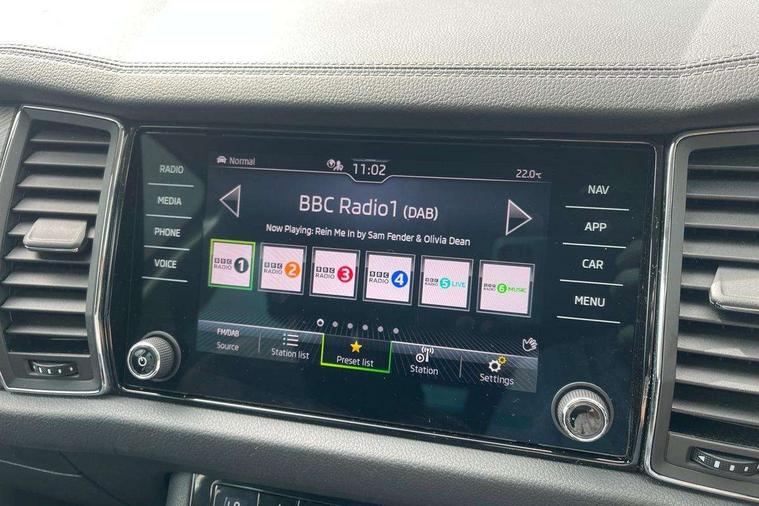 RADIO
MEDIA
PHONE
VOICE
Normal
11:02
22.0°C
BBC Radio1 (DAB)
Now Playing: Rein Me In by Sam Fender & Olivia Dean
BBC RADIO 1
BBC RADIO 2
BBC RADIO 3
BBC RADIO 4
BBC RADIO 5 LIVE
BBC RADIO 6 MUSIC
FM/DAB
Source
Station list
Preset list
Station
Settings
NAV
APP
CAR
MENU